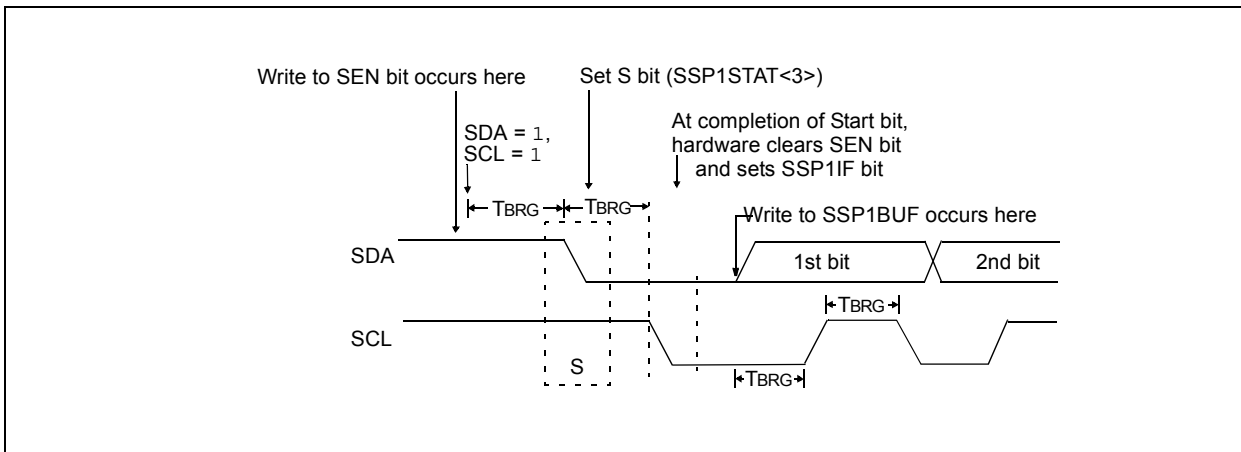 Write to SEN bit occurs here
Set S bit (SSP1STAT<3>)
SDA = 1,
SCL = 1
At completion of Start bit,
hardware clears SEN bit
and sets SSP1IF bit
TBRG
TBRG
Write to SSP1BUF occurs here
SDA
1st bit
2nd bit
TBRG
SCL
S
TBRG